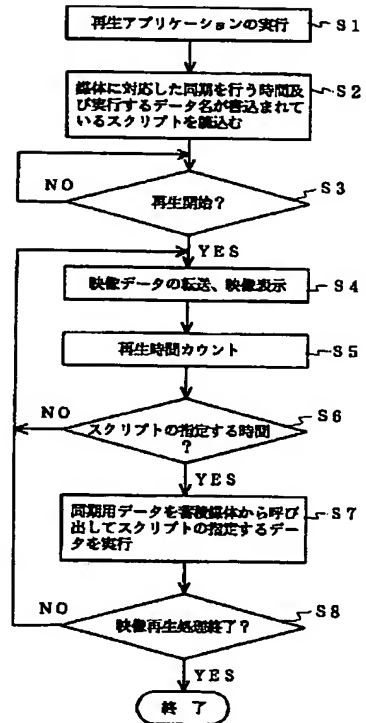 再生アプリケーションの実行
S1
媒体に対応した同期を行う時間及
び実行するデータ名が書込まれて
いるスクリプトを読込む
S2
NO
再生開始?
S3
YES
映像データの転送、映像表示
S4
再生時間カウント
S5
NO
スクリプトの指定する時間
?
S6
YES
同期用データを蓄積媒体から呼び
出してスクリプトの指定するデー
タを実行
S7
NO
映像再生処理終了?
S8
YES
終了